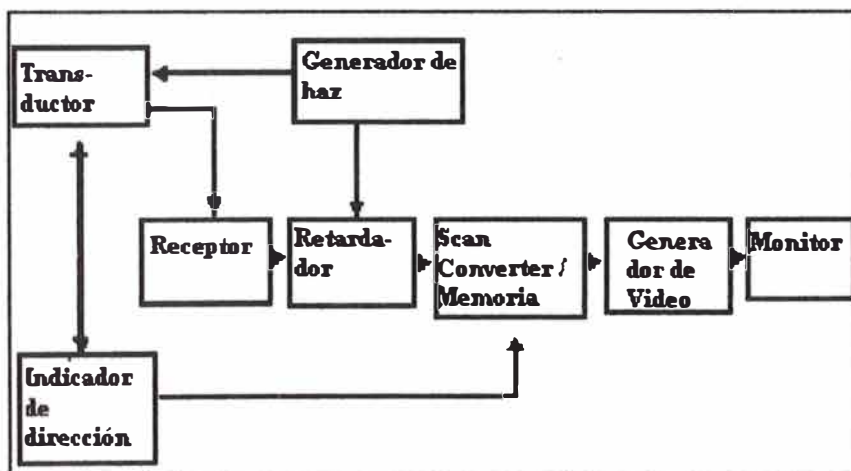 Trans-
ductor
Generador de
haz
Receptor
Retarda-
dor
Scan
Converter /
Memoria
Genera
dor de
Video
Monitor
Indicador
de
dirección